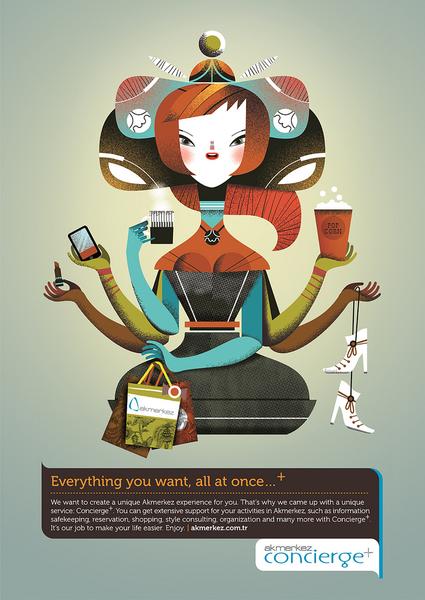 POP
CORN
akmerkez
Everything you want, all at once...+
We want to create a unique Akmerkez experience for you. That's why we came up with a unique
service: Concierge+. You can get extensive support for your activities in Akmerkez, such as information
safekeeping, reservation, shopping, style consulting, organization and many more with Concierge+.
It's our job to make your life easier. Enjoy. | akmerkez.com.tr
akmerkez
concierge+